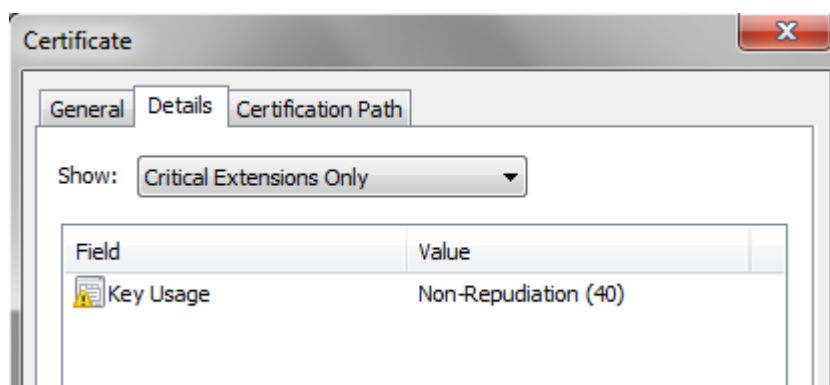 Certificate
General Details Certification Path
Show: Critical Extensions Only
Field Value
Key Usage Non-Repudiation (40)